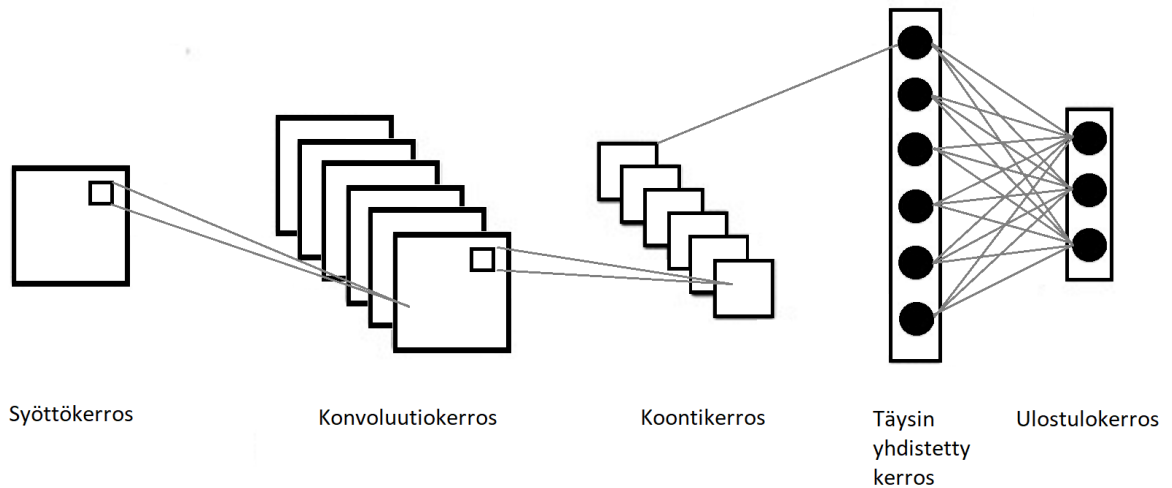 Syöttökerros
Konvoluutiokerros
Koontikerros
Täysin
yhdistetty
kerros
Ulostulokerros